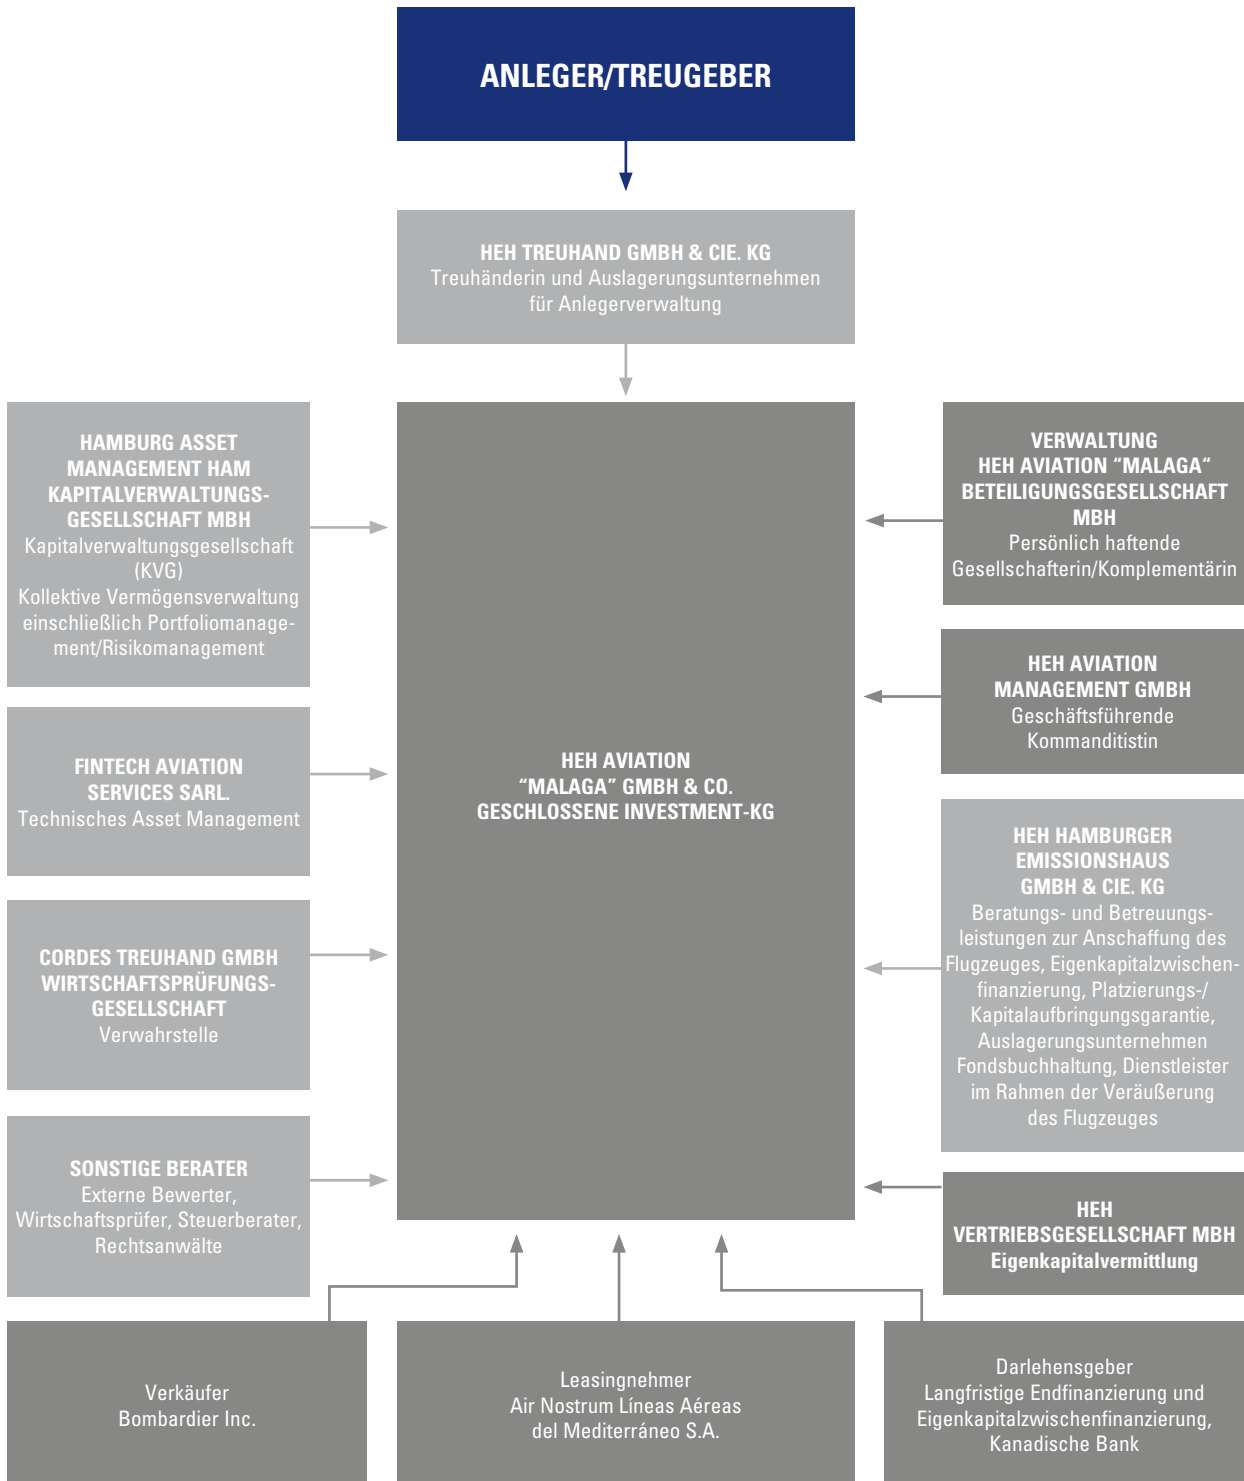 ANLEGER/TREUGEBER
HEH TREUHAND GMBH & CIE. KG
Treuhänderin und Auslagerungsunternehmen
für Anlegerverwaltung
HAMBURG ASSET
MANAGEMENT HAM
KAPITALVERWALTUNGS-
GESELLSCHAFT MBH
Kapitalverwaltungsgesellschaft
(KVG)
Kollektive Vermögensverwaltung
einschließlich Portfoliomanage-
ment/Risikomanagement
FINTECH AVIATION
SERVICES SARL.
Technisches Asset Management
CORDES TREUHAND GMBH
WIRTSCHAFTSPRÜFUNGS-
GESELLSCHAFT
Verwahrstelle
SONSTIGE BERATER
Externe Bewerter,
Wirtschaftsprüfer, Steuerberater,
Rechtsanwälte
HEH AVIATION
“MALAGA” GMBH & CO.
GESCHLOSSENE INVESTMENT-KG
VERWALTUNG
HEH AVIATION “MALAGA“
BETEILIGUNGSGESELLSCHAFT
MBH
Persönlich haftende
Gesellschafterin/Komplementärin
HEH AVIATION
MANAGEMENT GMBH
Geschäftsführende
Kommanditistin
HEH HAMBURGER
EMISSIONSHAUS
GMBH & CIE. KG
Beratungs- und Betreuungs-
leistungen zur Anschaffung des
Flugzeuges, Eigenkapitalzwischen-
finanzierung, Platzierungs-/
Kapitalaufbringungsgarantie,
Auslagerungsunternehmen
Fondsbuchhaltung, Dienstleister
im Rahmen der Veräußerung
des Flugzeuges
HEH
VERTRIEBSGESELLSCHAFT MBH
Eigenkapitalvermittlung
Verkäufer
Bombardier Inc.
Leasingnehmer
Air Nostrum Líneas Aéreas
del Mediterráneo S.A.
Darlehensgeber
Langfristige Endfinanzierung und
Eigenkapitalzwischenfinanzierung,
Kanadische Bank